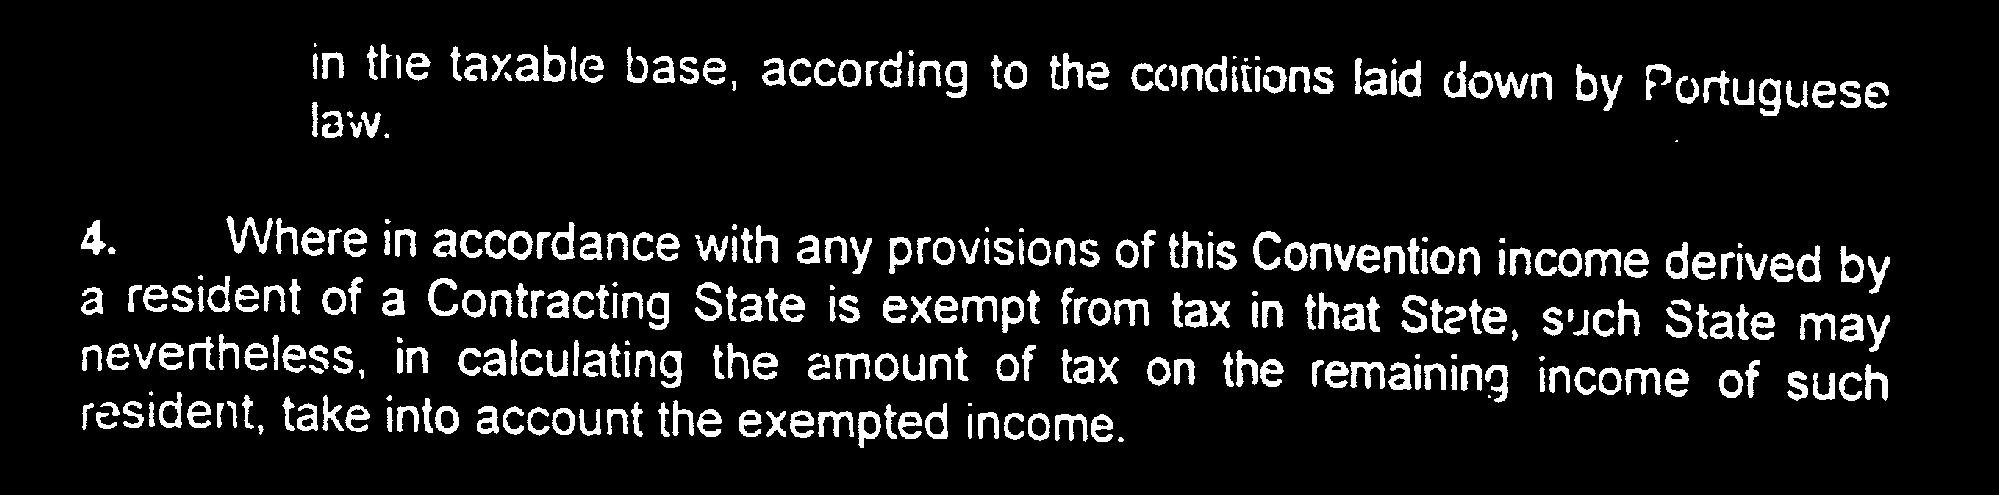 in the taxable base, according to the conditions laid down by Portuguese
law.
4. Where in accordance with any provisions of this Convention income derived by
a resident of a Contracting State is exempt from tax in that State, such State may
nevertheless, in calculating the amount of tax on the remaining income of such
resident, take into account the exempted income.